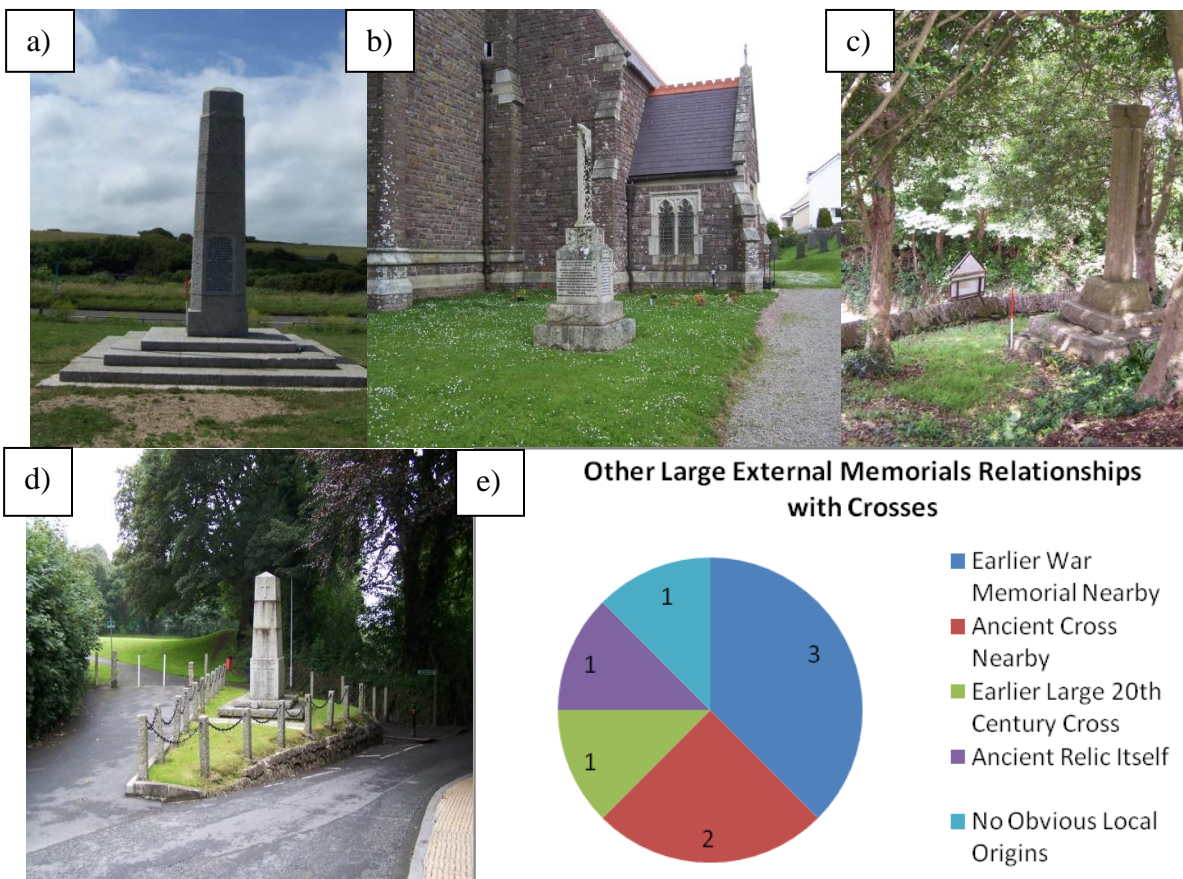 a)
b)
c)
d)
e)
Other Large External Memorials Relationships
with Crosses
1
3
1
1
2
Earlier War
Memorial Nearby
Ancient Cross
Nearby
Earlier Large 20th
Century Cross
Ancient Relic Itself
No Obvious Local
Origins